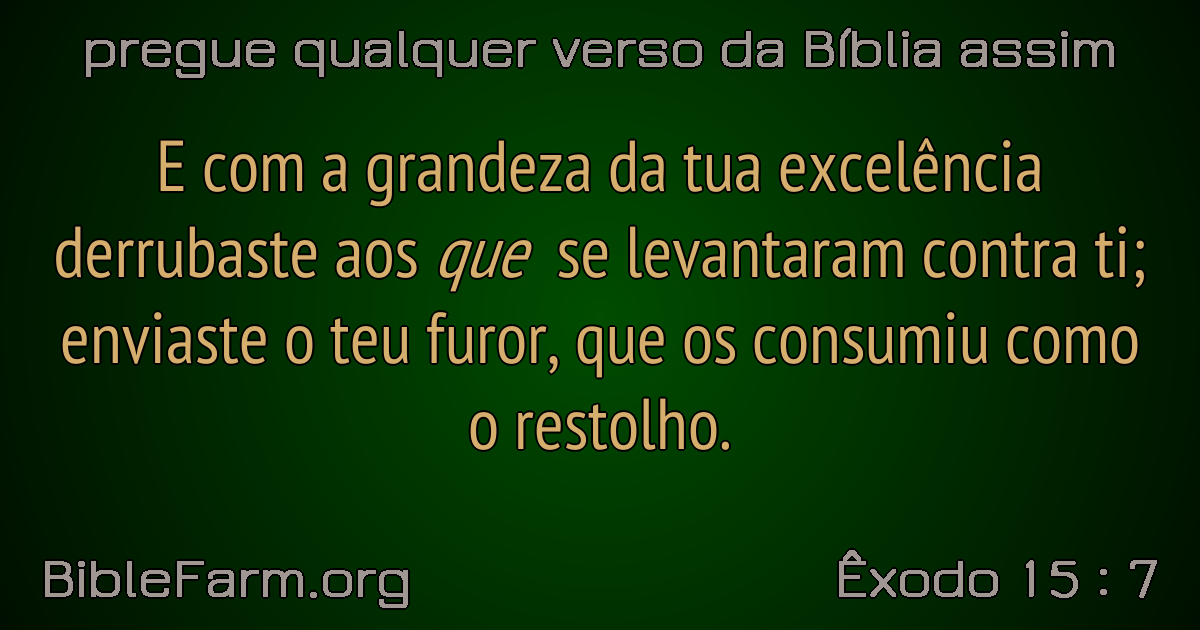 pregue qualquer verso da Bíblia assim
E com a grandeza da tua excelência
derrubaste aos que se levantaram contra ti;
enviaste o teu furor, que os consumiu como
o restolho.
BibleFarm.org
Êxodo 15 : 7